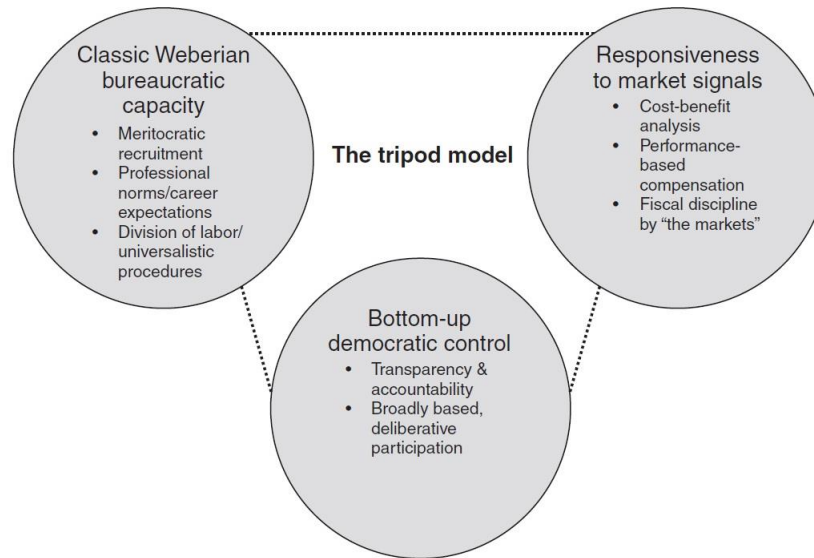 Classic Weberian
bureaucratic
capacity
• Meritocratic
recruitment
• Professional
norms/career
expectations
• Division of labor/
universalistic
procedures
The tripod model
Responsiveness
to market signals
• Cost-benefit
analysis
• Performance-
based
compensation
• Fiscal discipline
by “the markets”
Bottom-up
democratic control
• Transparency &
accountability
• Broadly based,
deliberative
participation